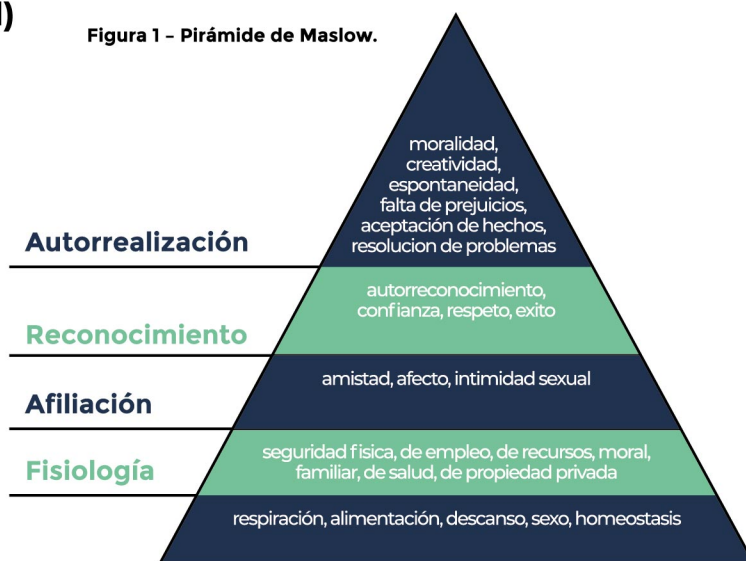 Figura 1 – Pirámide de Maslow.
moralidad,
creatividad,
espontaneidad,
falta de prejuicios,
aceptación de hechos,
resolucion de problemas
Autorrealización
autorreconocimiento,
confianza, respeto, exito
Reconocimiento
amistad, afecto, intimidad sexual
Afiliación
seguridad fisica, de empleo, de recursos, moral,
familiar, de salud, de propiedad privada
Fisiología
respiración, alimentación, descanso, sexo, homeostasis